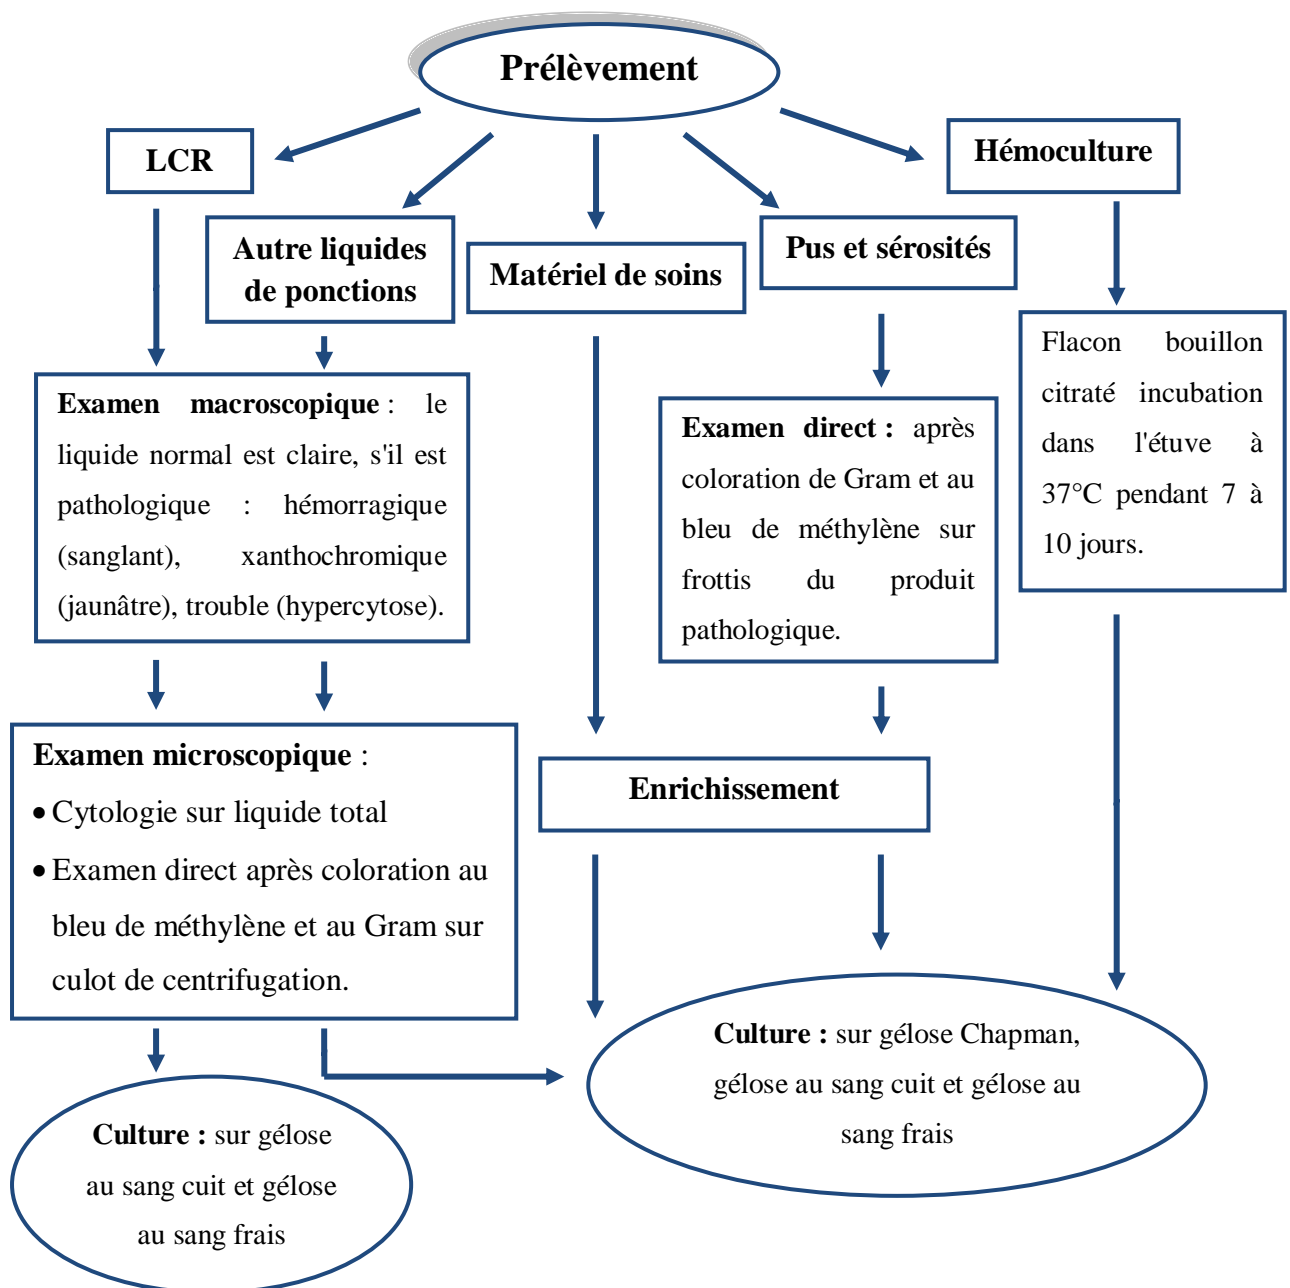 Prélèvement
LCR
Hémoculture
Autre liquides
de ponctions
Matériel de soins
Pus et sérosités
Examen macroscopique : le
liquide normal est claire, s'il est
pathologique : hémorragique
(sanglant), xanthochromique
(jaunâtre), trouble (hypercytose).
Examen direct : après
coloration de Gram et au
bleu de méthylène sur
frottis du produit
pathologique.
Flacon bouillon
citraté incubation
dans l'étuve à
37°C pendant 7 à
10 jours.
Examen microscopique :
• Cytologie sur liquide total
• Examen direct après coloration au
bleu de méthylène et au Gram sur
culot de centrifugation.
Enrichissement
Culture : sur gélose
au sang cuit et gélose
au sang frais
Culture : sur gélose Chapman,
gélose au sang cuit et gélose au
sang frais